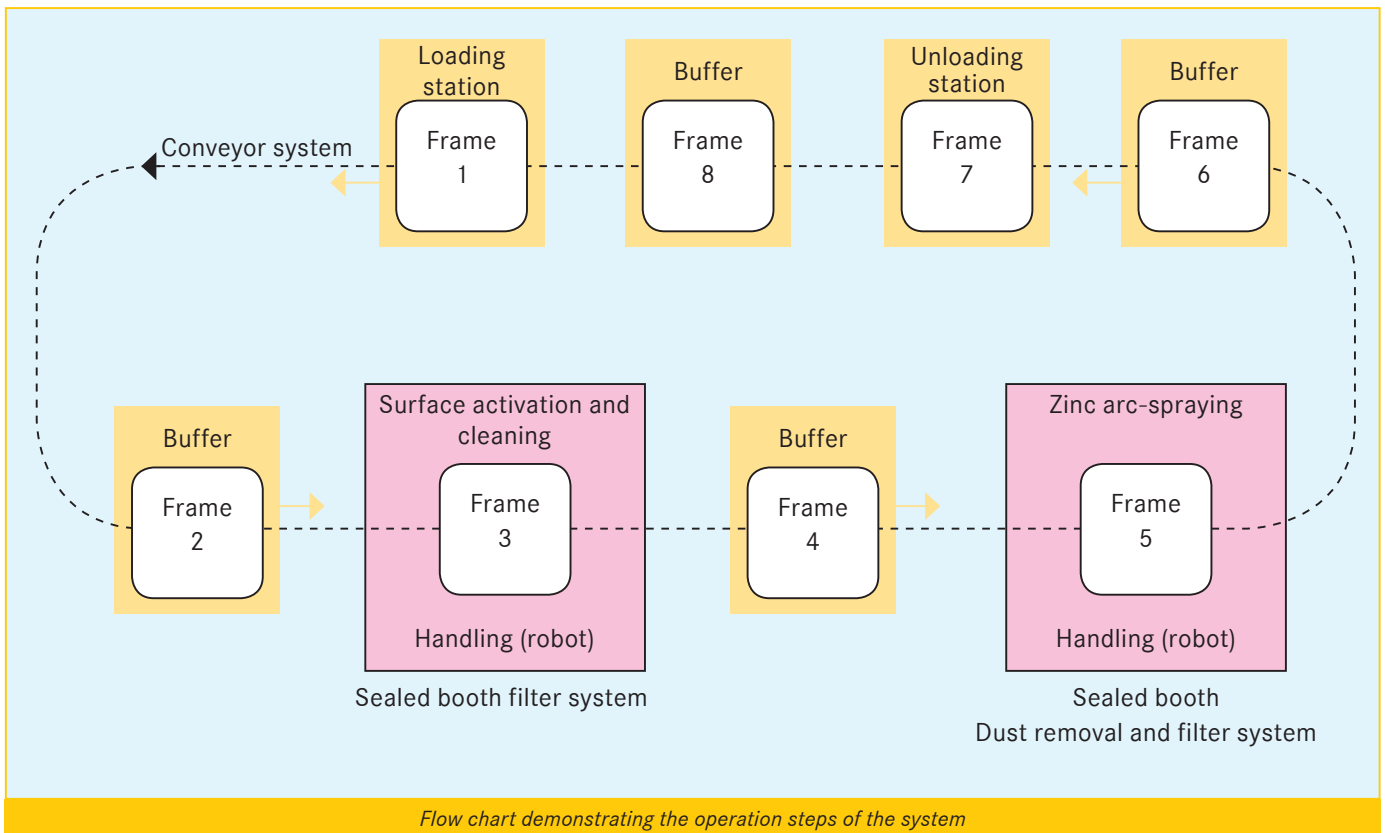 Loading
station
Frame
1
Buffer
Frame
8
Unloading
station
Frame
7
Buffer
Frame
6
Conveyor system
Buffer
Frame
2
Surface activation and
cleaning
Frame
3
Handling (robot)
Sealed booth filter system
Buffer
Frame
4
Zinc arc-spraying
Frame
5
Handling (robot)
Sealed booth
Dust removal and filter system
Flow chart demonstrating the operation steps of the system